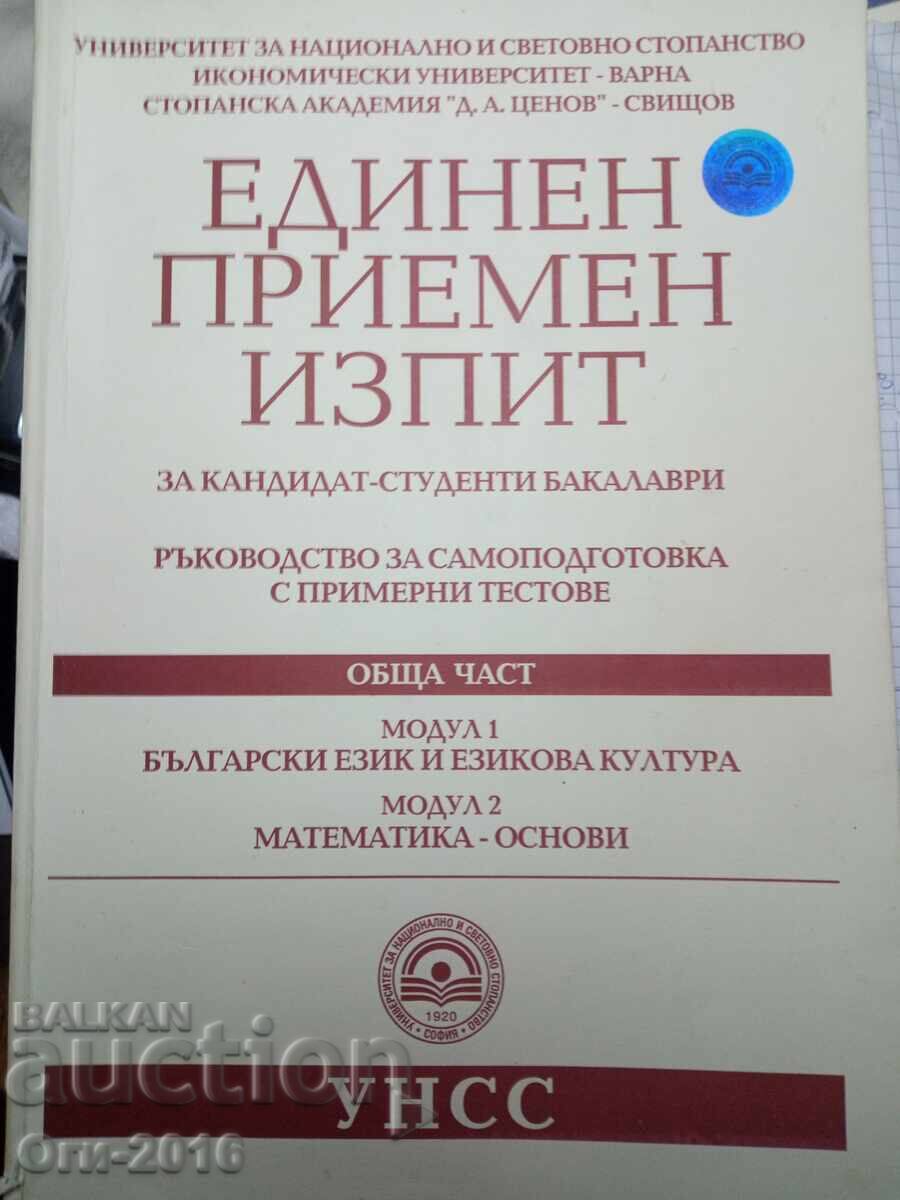 УНИВЕРСИТЕТ ЗА НАЦИОНАЛНО И СВЕТОВНО СТОПАНСТВО
ИКОНОМИЧЕСКИ УНИВЕРСИТЕТ - ВАРНА
СТОПАНСКА АКАДЕМИЯ "Д. А. ЦЕНОВ" - СВИЩОВ
ЕДИНЕН
ПРИЕМЕН
ИЗПИТ
ЗА КАНДИДАТ-СТУДЕНТИ БАКАЛАВРИ
РЪКОВОДСТВО ЗА САМОПОДГОТОВКА
С ПРИМЕРНИ ТЕСТОВЕ
ОБЩА ЧАСТ
МОДУЛ 1
БЪЛГАРСКИ ЕЗИК И ЕЗИКОВА КУЛТУРА
МОДУЛ 2
МАТЕМАТИКА - ОСНОВИ
УНИВЕРСИТЕТ ЗА НАЦИОНАЛНО И СВЕТОВНО СТОПАНСТВО
1920
• СОФИЯ •
BALKAN
auction
УНСС
Оги-2016